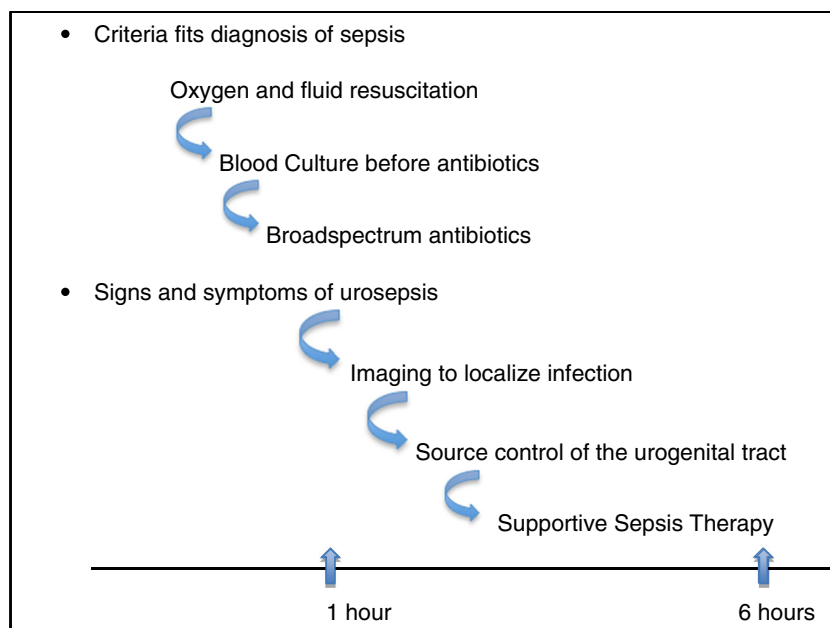 • Criteria fits diagnosis of sepsis
Oxygen and fluid resuscitation
Blood Culture before antibiotics
Broadspectrum antibiotics
• Signs and symptoms of urosepsis
Imaging to localize infection
Source control of the urogenital tract
Supportive Sepsis Therapy
1 hour
6 hours